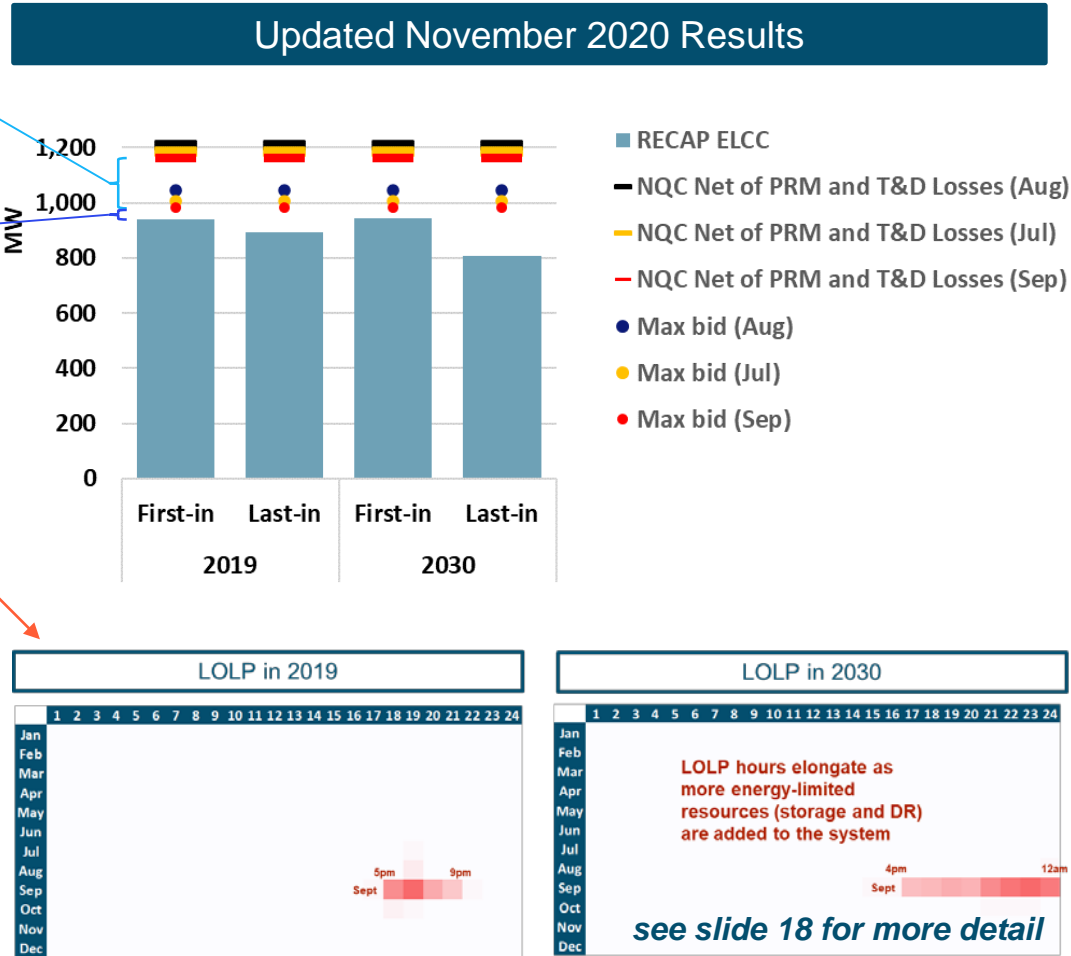 Updated November 2020 Results
1,200
1,000
800
600
400
200
0
MW
First-in Last-in First-in Last-in
2019 2030
RECAP ELCC
NQC Net of PRM and T&D Losses (Aug)
NQC Net of PRM and T&D Losses (Jul)
NQC Net of PRM and T&D Losses (Sep)
Max bid (Aug)
Max bid (Jul)
Max bid (Sep)
LOLP in 2019
1 2 3 4 5 6 7 8 9 10 11 12 13 14 15 16 17 18 19 20 21 22 23 24
Jan
Feb
Mar
Apr
May
Jun
Jul
Aug
Sep
Oct
Nov
Dec
5pm 9pm
Sept
LOLP in 2030
1 2 3 4 5 6 7 8 9 10 11 12 13 14 15 16 17 18 19 20 21 22 23 24
Jan
Feb
Mar
Apr
May
Jun
Jul
Aug
Sep
Oct
Nov
Dec
LOLP hours elongate as
more energy-limited
resources (storage and DR)
are added to the system
4pm 12am
Sept
see slide 18 for more detail